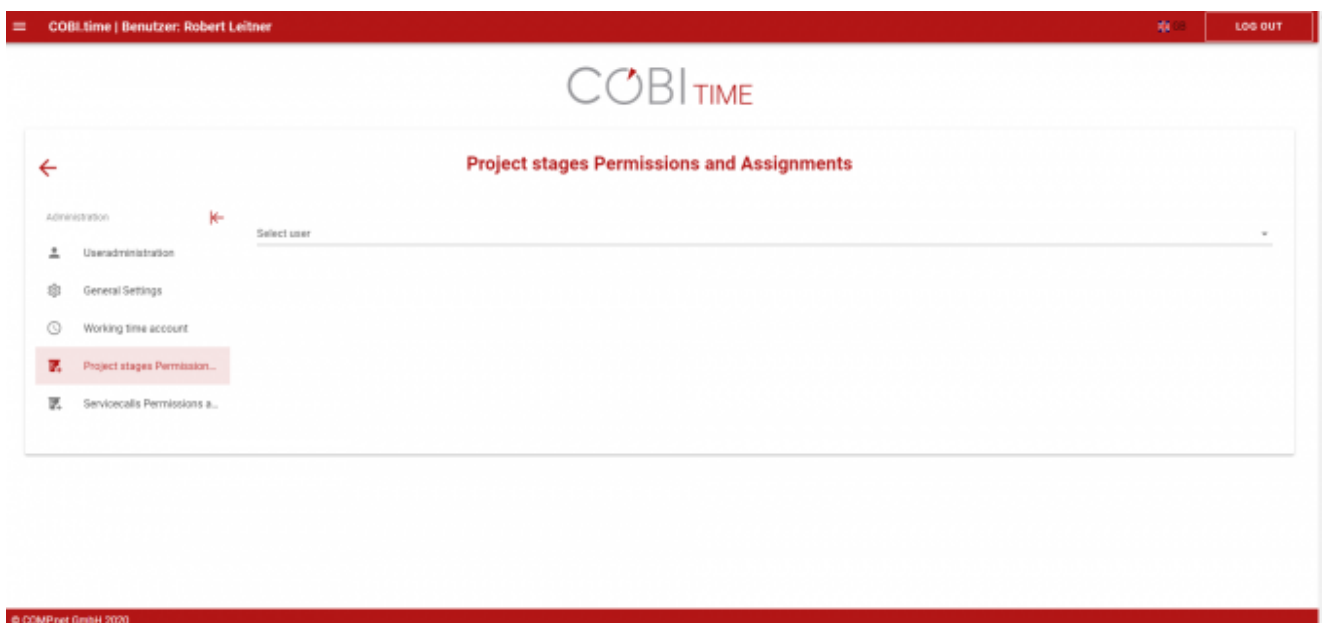 COBI.time | Benutzer: Robert Leitner
GB
LOG OUT
COBI TIME
Project stages Permissions and Assignments
Administration
Select user
Useradministration
General Settings
Working time account
Project stages Permission...
Servicecalls Permissions a...
© COMPnet GmbH 2020